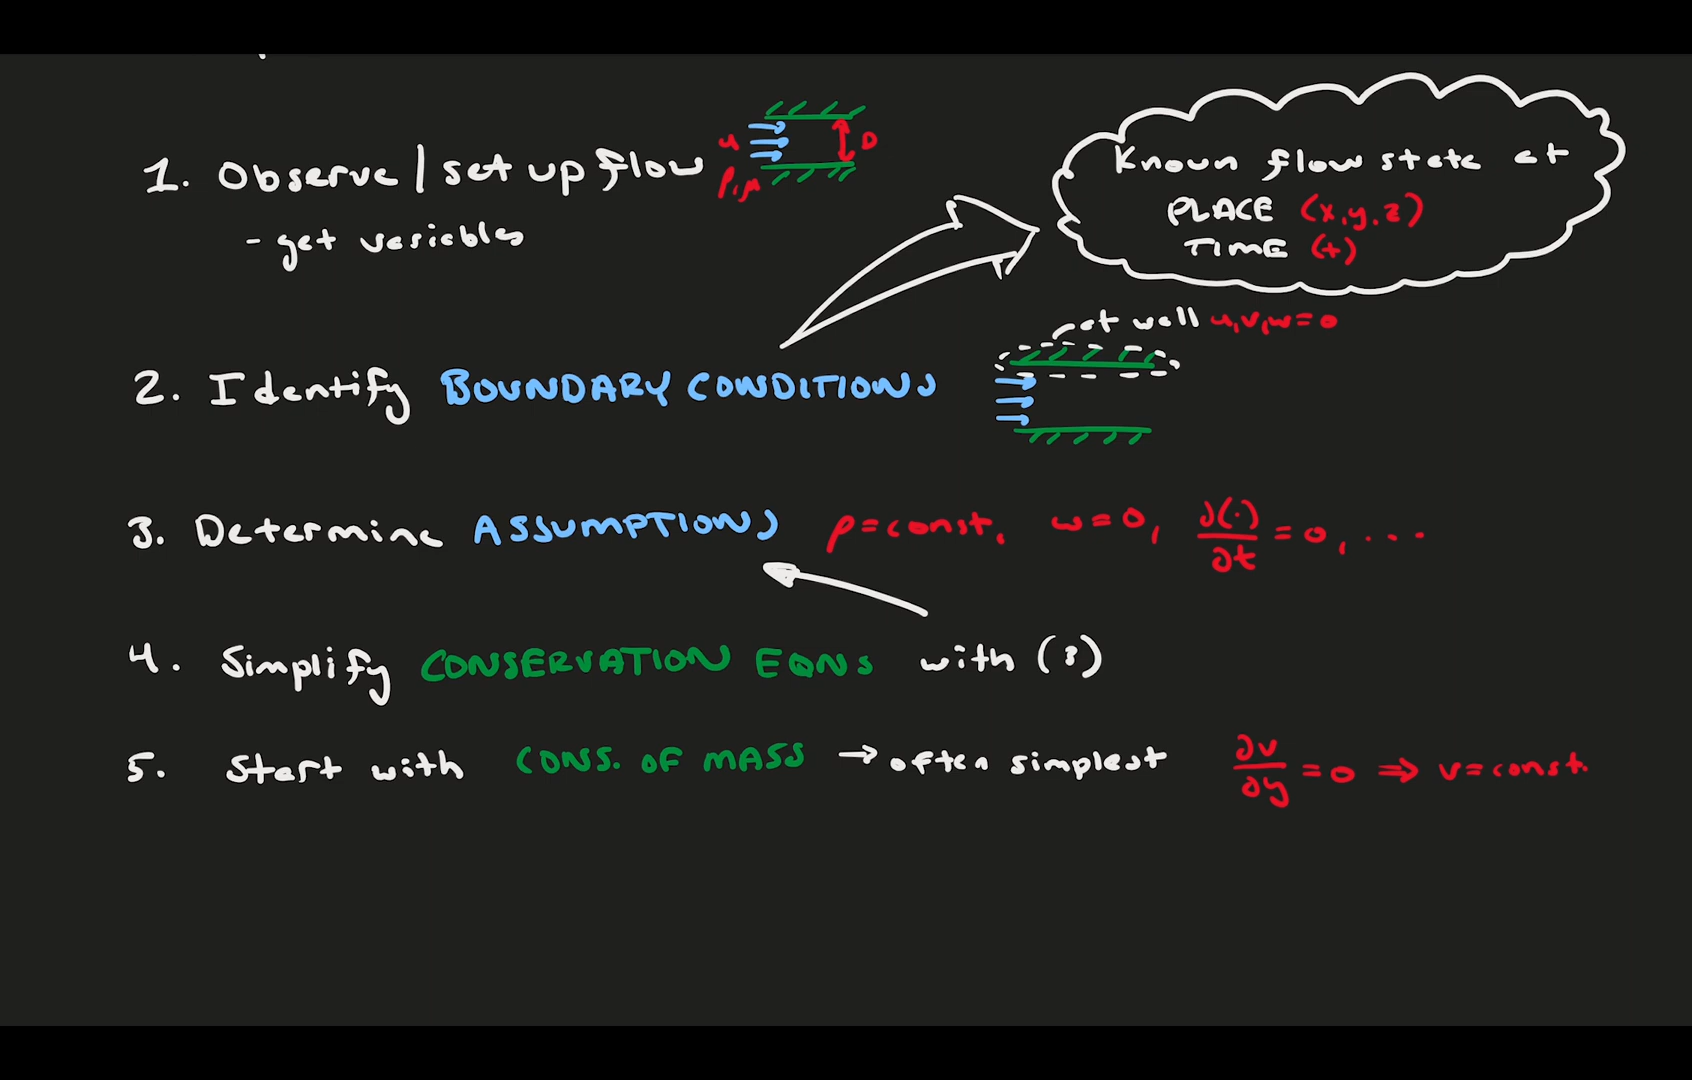 1. Observe / set up flow
u
ρ, μ
D
- get variables
Known flow state at
PLACE (x,y,z)
TIME (t)
at wall u,v,w=0
2. Identify BOUNDARY CONDITIONS
3. Determine ASSUMPTIONS ρ=const, w=0, ∂(·)/∂t = 0, ...
4. Simplify CONSERVATION EQNS with (3)
5. Start with CONS. OF MASS → often simplest ∂v/∂y = 0 ⇒ v=const.